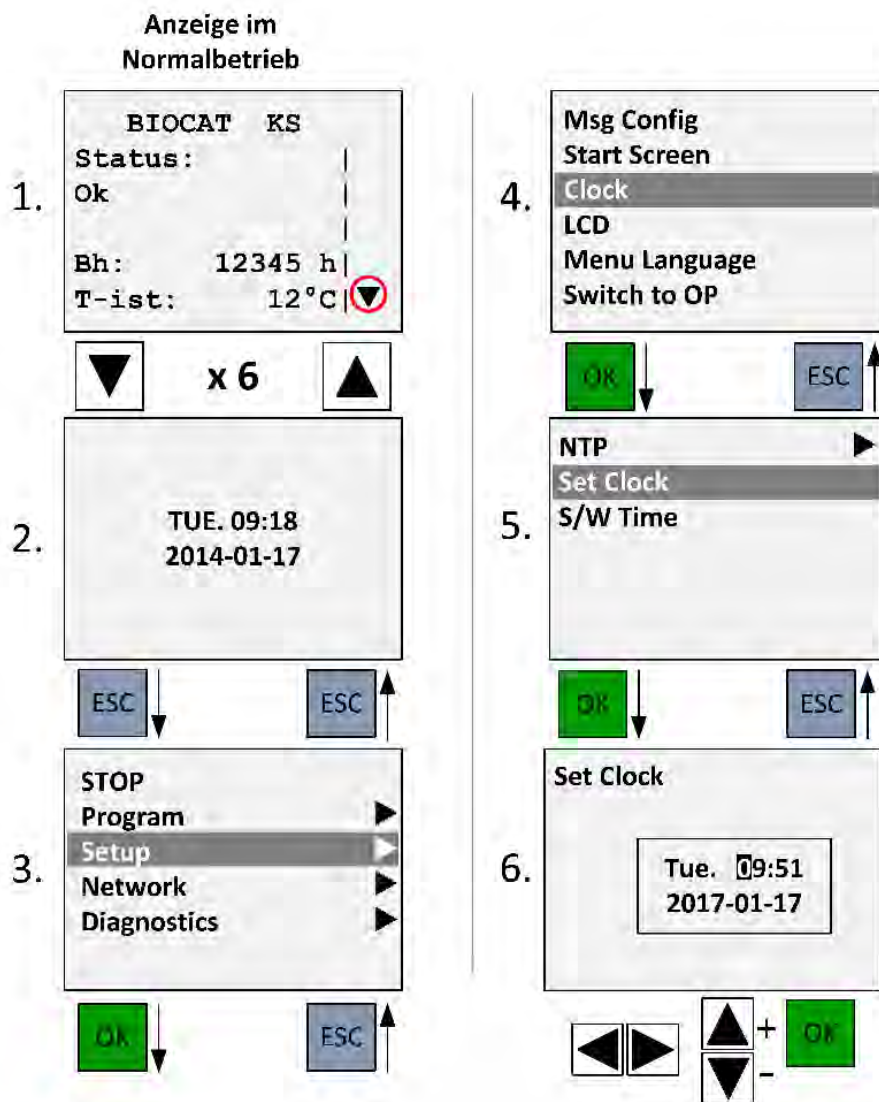 Anzeige im
Normalbetrieb
1.
BIOCAT KS
Status:
Ok
Bh: 12345 h
T-ist: 12°C
x 6
2.
TUE. 09:18
2014-01-17
ESC
ESC
3.
STOP
Program
Setup
Network
Diagnostics
OK
ESC
4.
Msg Config
Start Screen
Clock
LCD
Menu Language
Switch to OP
OK
ESC
5.
NTP
Set Clock
S/W Time
OK
ESC
6.
Set Clock
Tue. 09:51
2017-01-17
+
-
OK